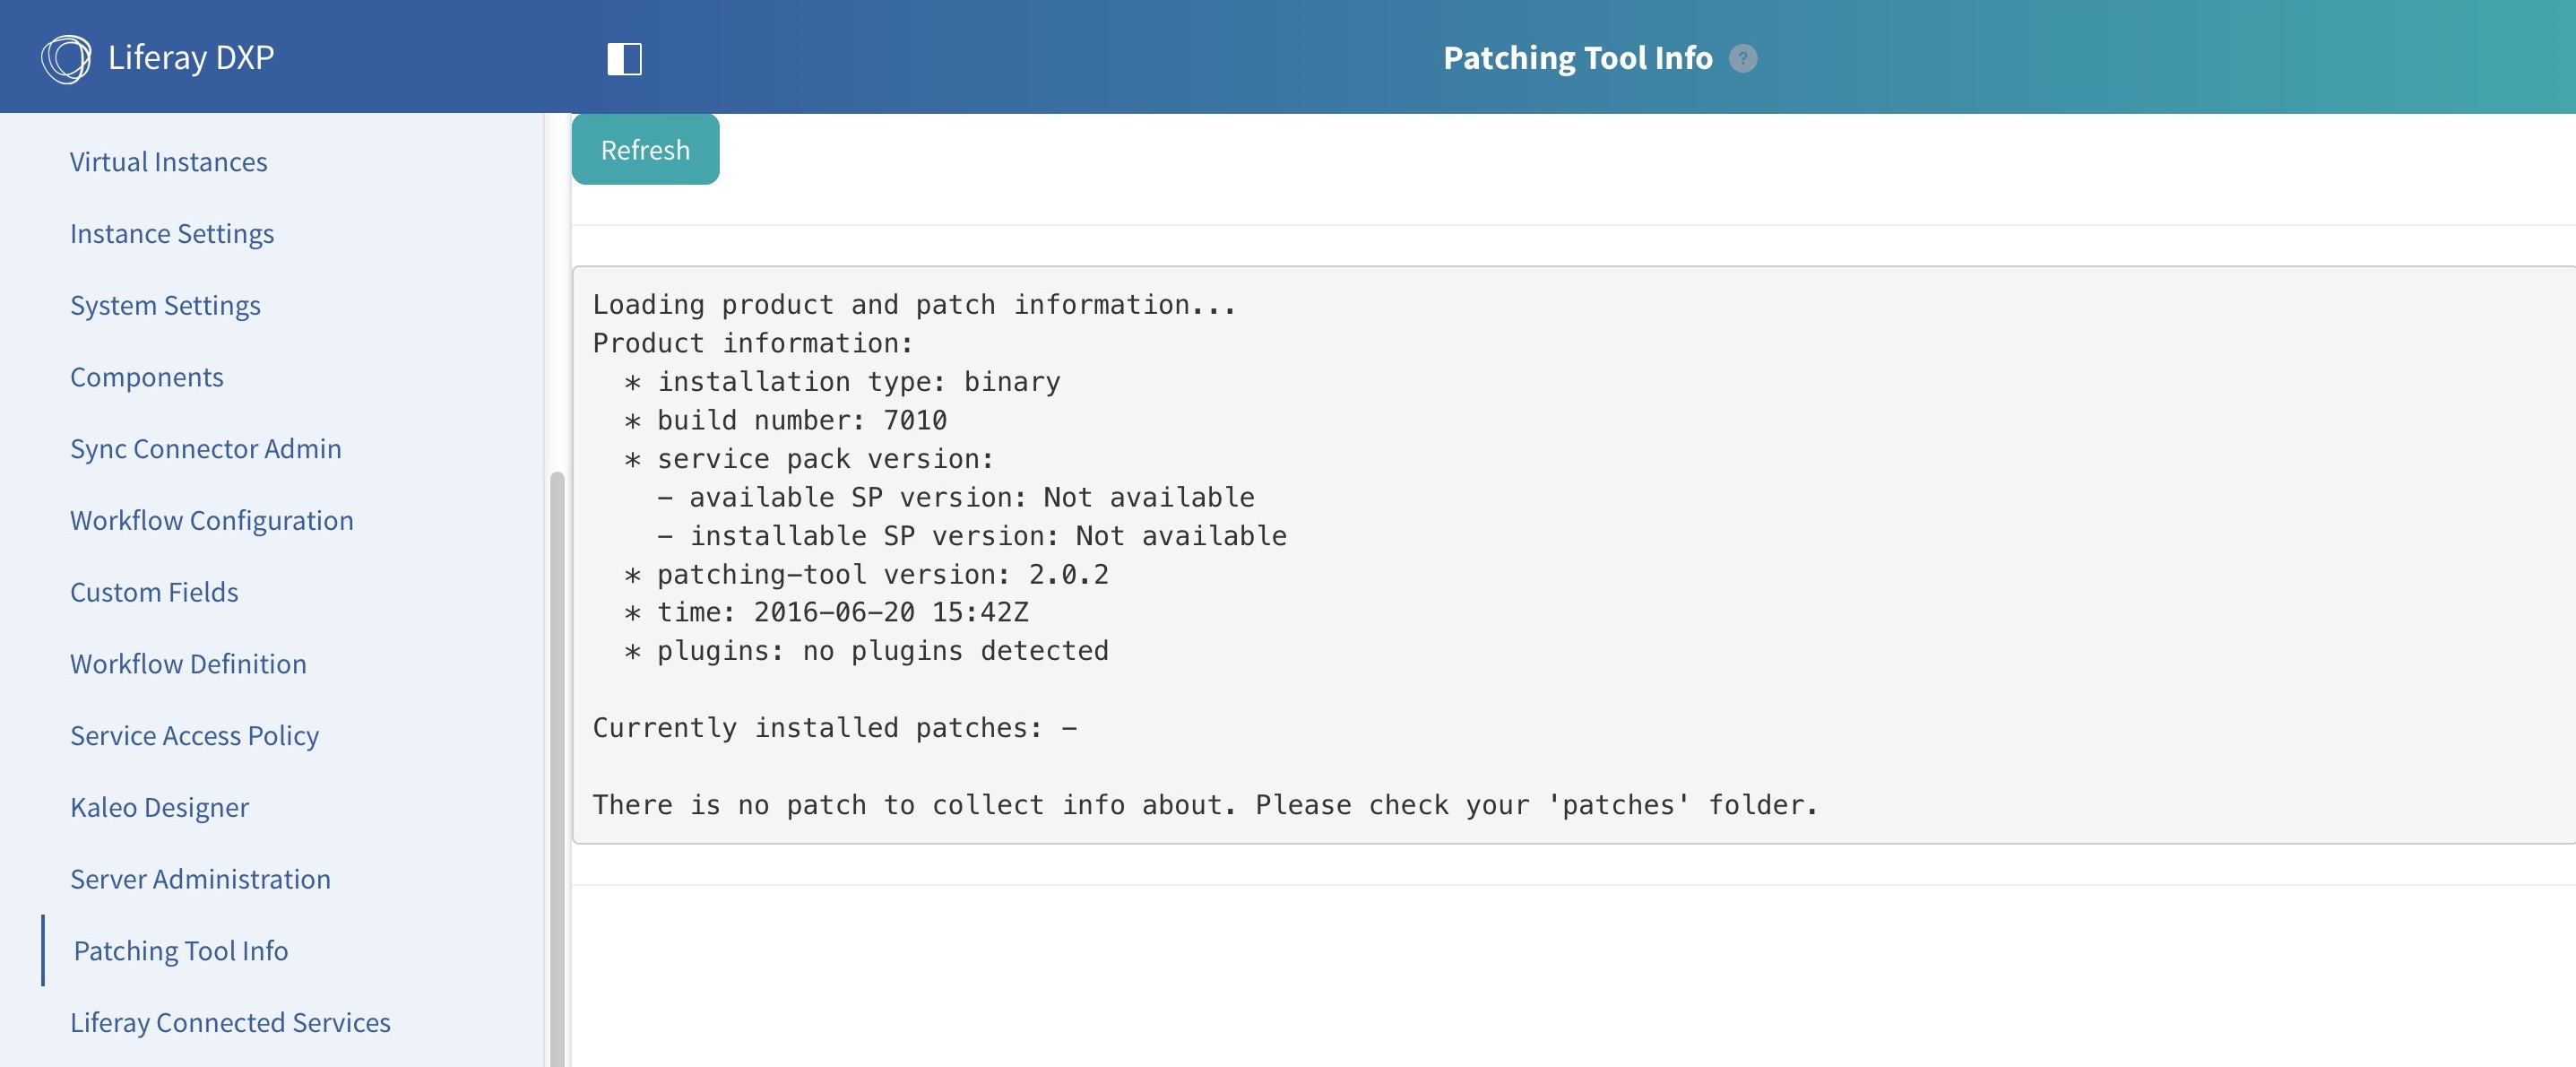 Liferay DXP
Patching Tool Info ?
Virtual Instances
Instance Settings
System Settings
Components
Sync Connector Admin
Workflow Configuration
Custom Fields
Workflow Definition
Service Access Policy
Kaleo Designer
Server Administration
Patching Tool Info
Liferay Connected Services
Refresh
Loading product and patch information...
Product information:
  * installation type: binary
  * build number: 7010
  * service pack version:
    - available SP version: Not available
    - installable SP version: Not available
  * patching-tool version: 2.0.2
  * time: 2016-06-20 15:42Z
  * plugins: no plugins detected
Currently installed patches: -
There is no patch to collect info about. Please check your 'patches' folder.